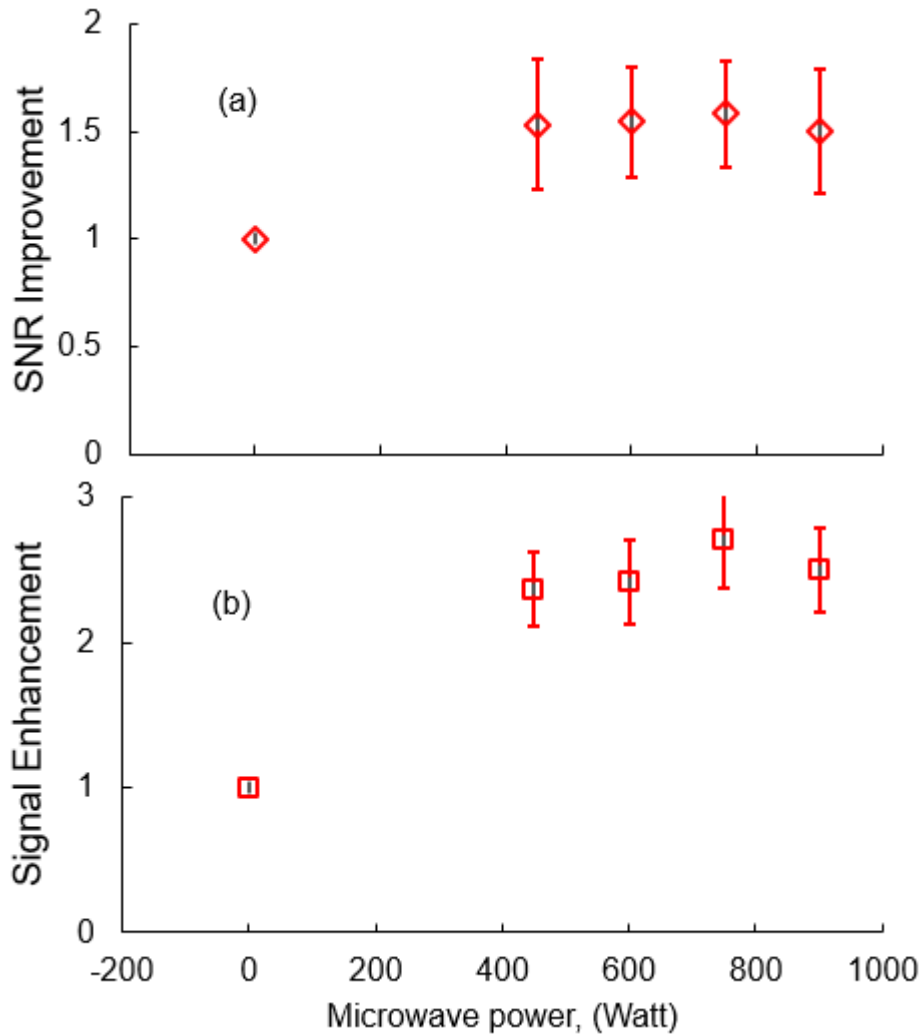 2
(a)
1.5
1
0.5
0
SNR Improvement
3
(b)
2
1
0
Signal Enhancement
-200 0 200 400 600 800 1000
Microwave power, (Watt)